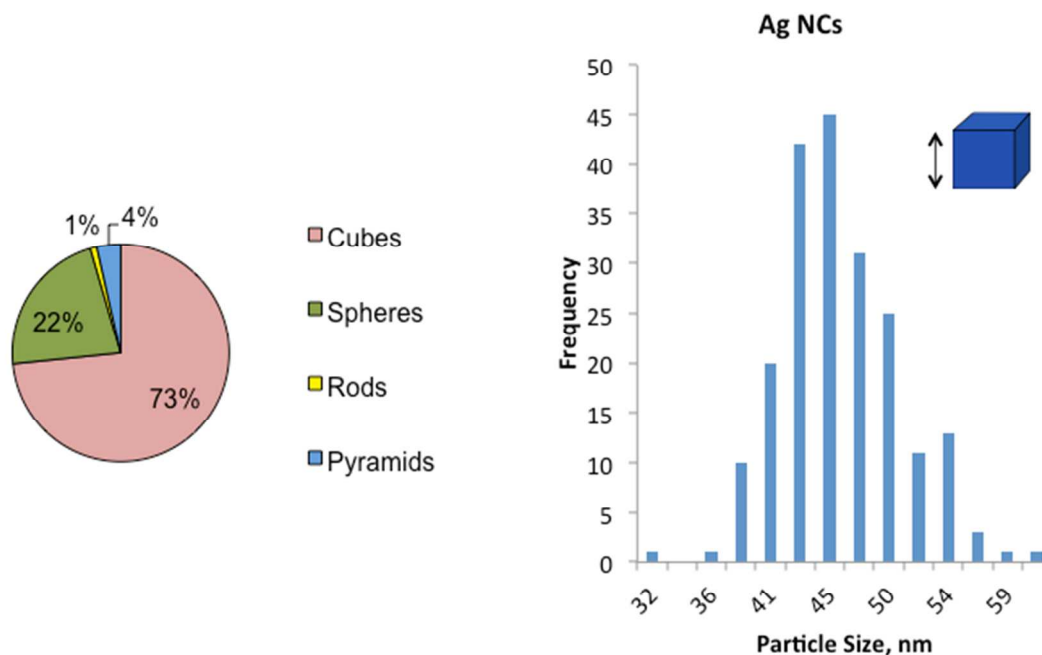 1%
4%
22%
73%
Cubes
Spheres
Rods
Pyramids
Ag NCs
Frequency
50
45
40
35
30
25
20
15
10
5
0
32 36 41 45 50 54 59
Particle Size, nm